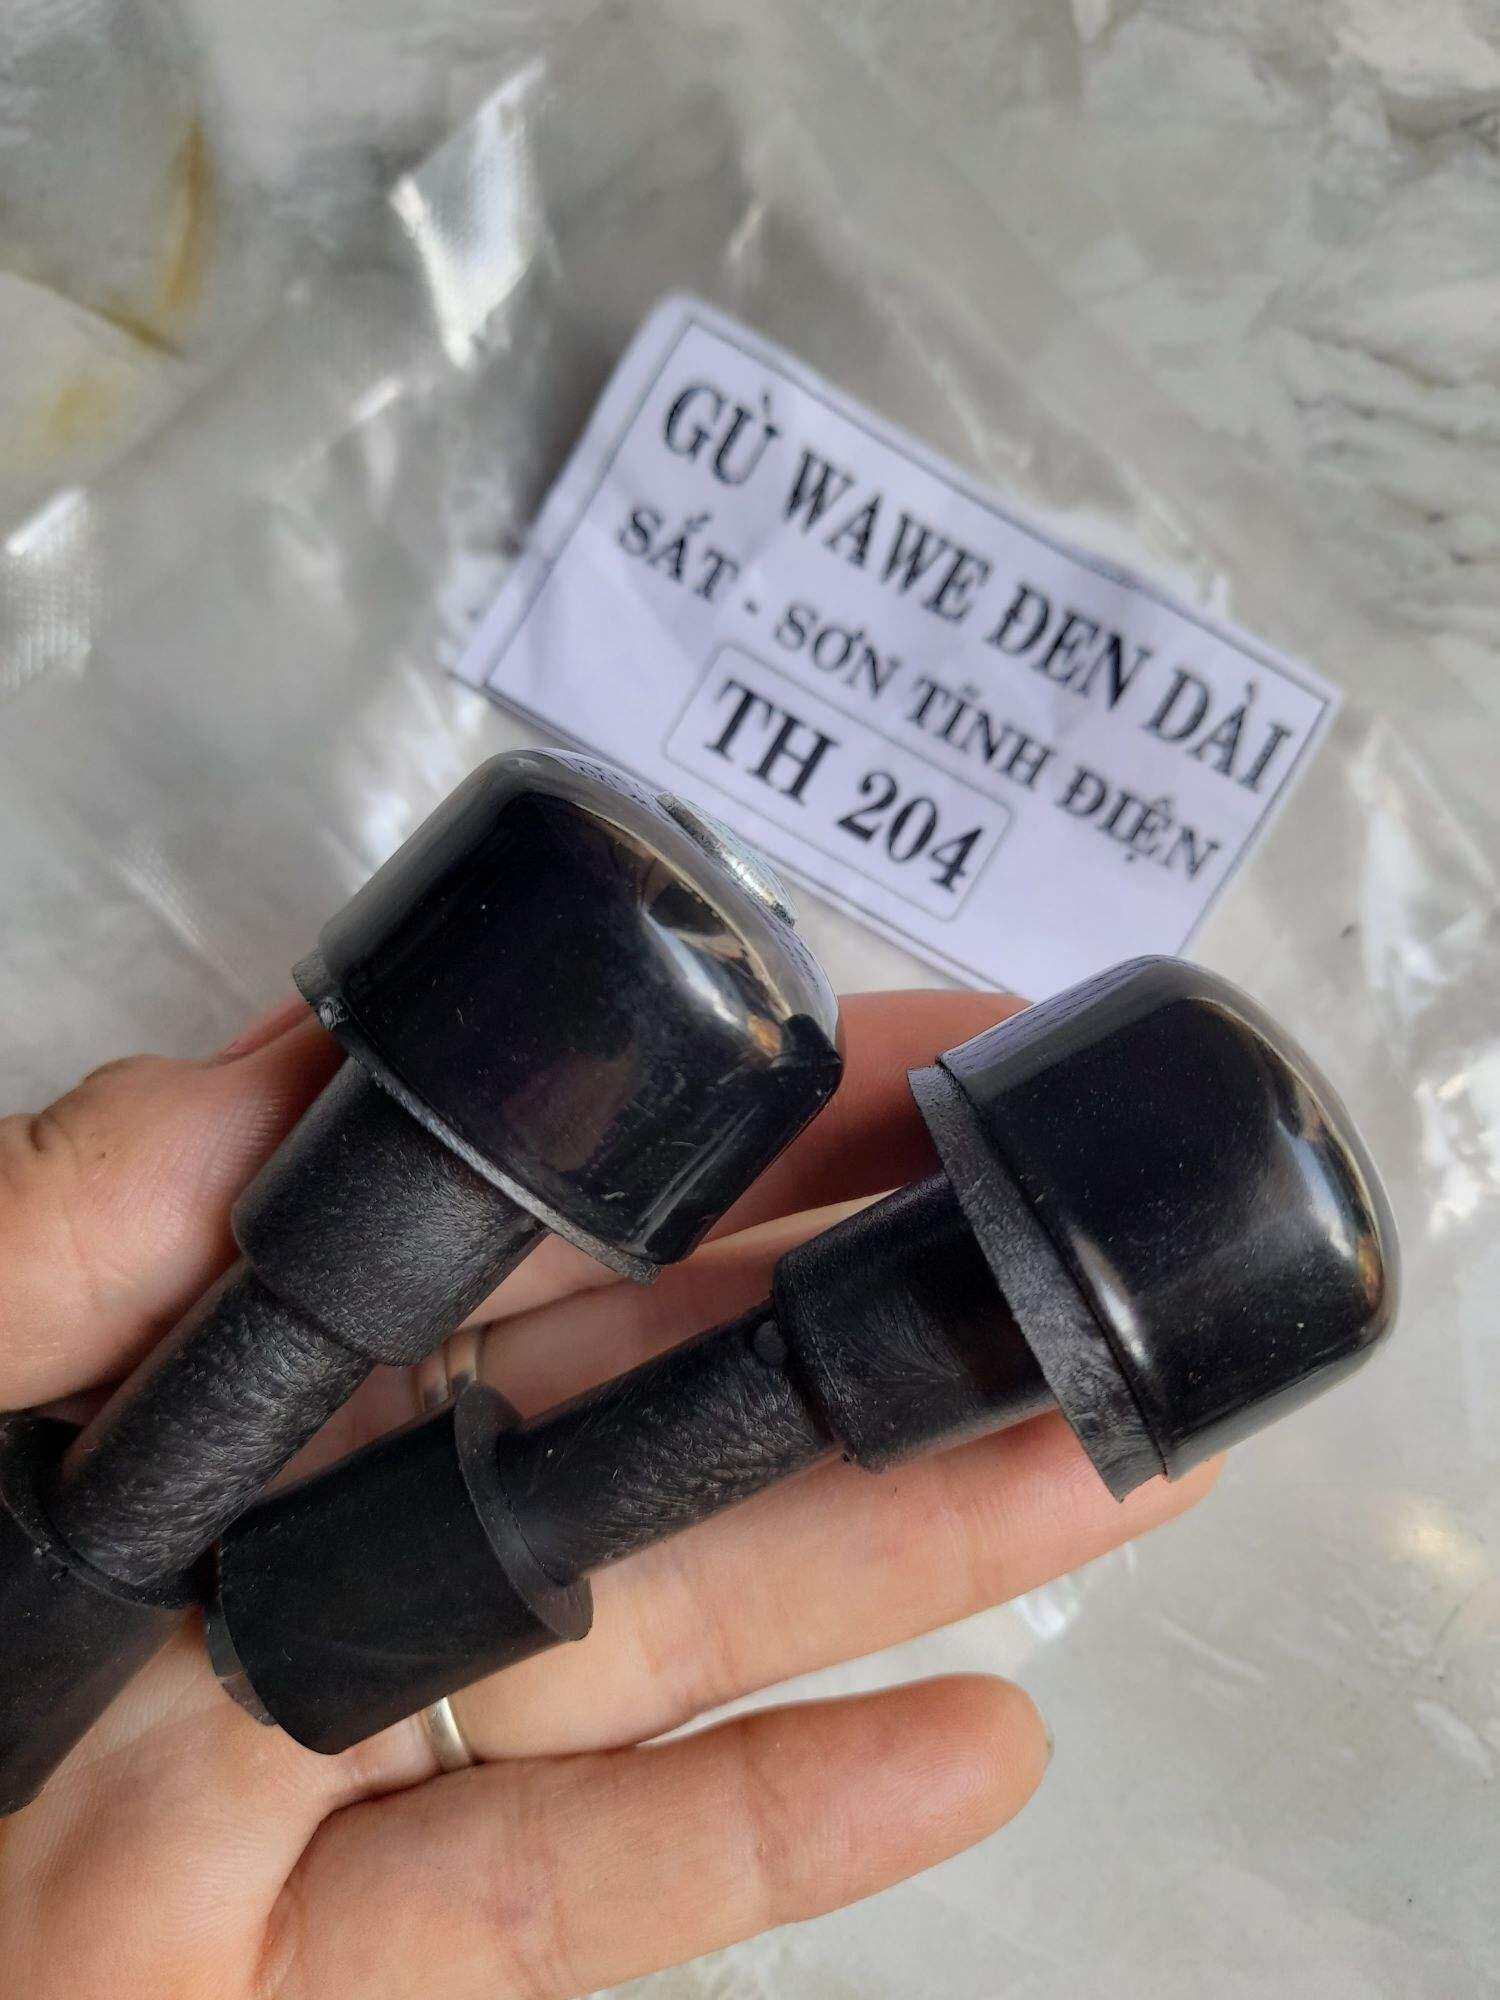 GÙ WAWE ĐEN DÀI
SẮT - SƠN TĨNH ĐIỆN
TH 204